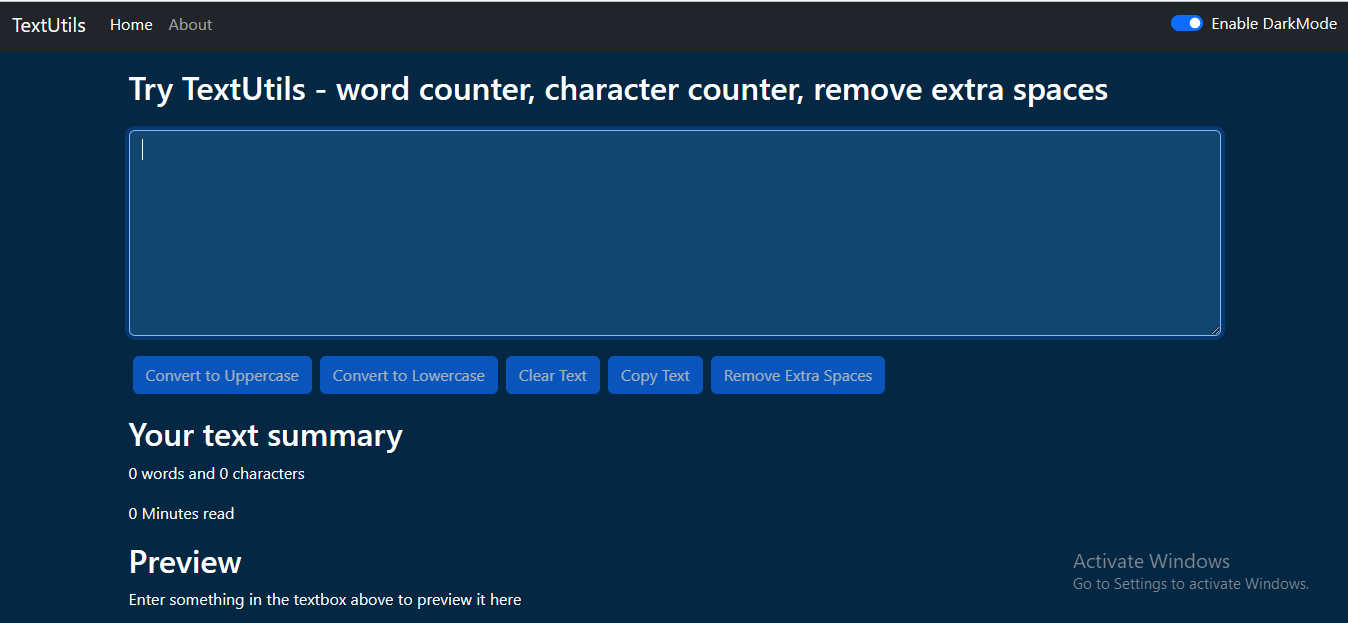 TextUtils Home About Enable DarkMode
Try TextUtils - word counter, character counter, remove extra spaces
Convert to Uppercase Convert to Lowercase Clear Text Copy Text Remove Extra Spaces
Your text summary
0 words and 0 characters
0 Minutes read
Preview
Enter something in the textbox above to preview it here
Activate Windows
Go to Settings to activate Windows.